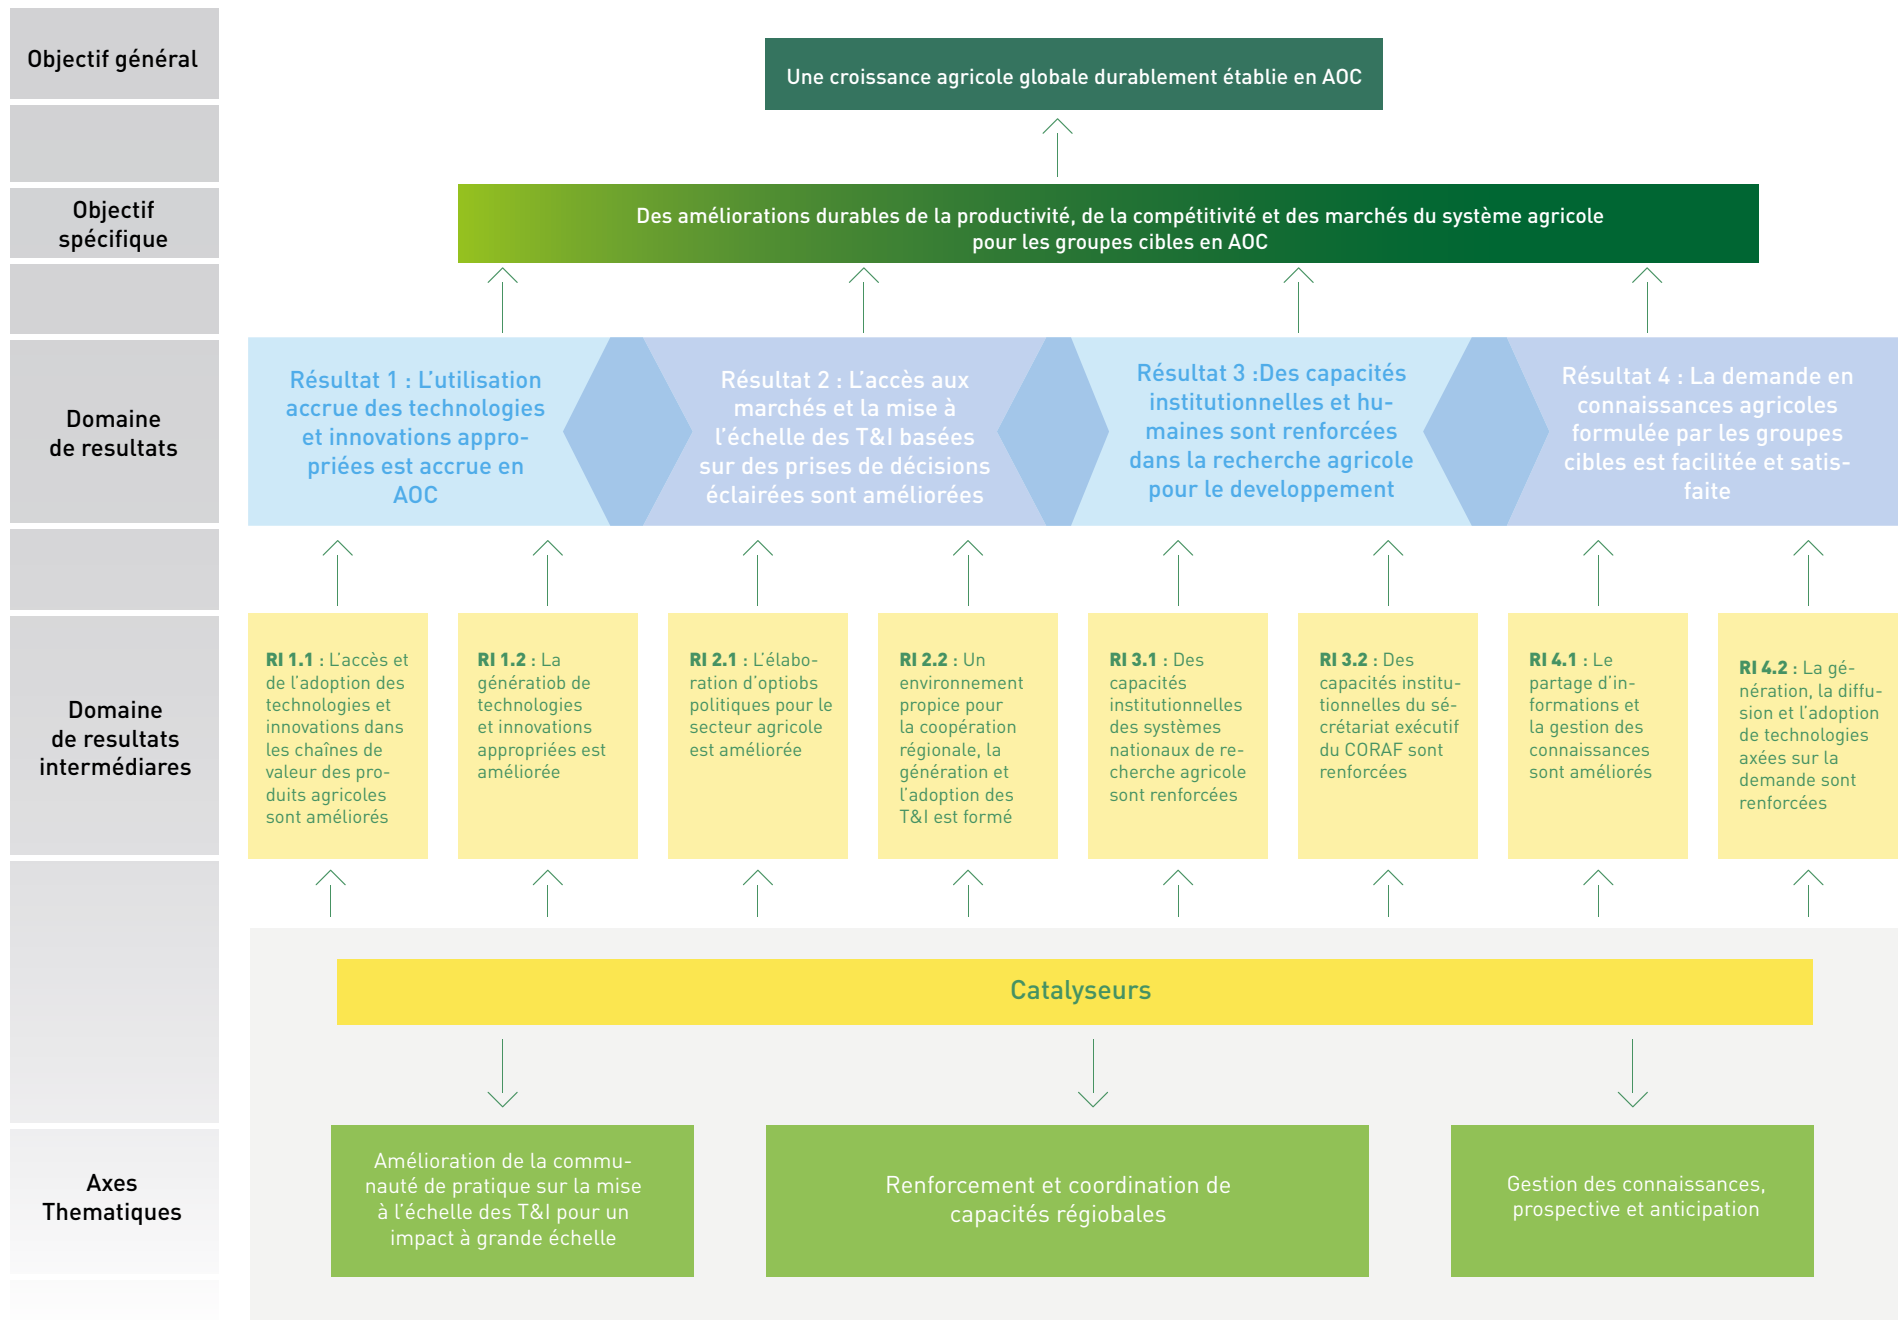 Objectif général
Une croissance agricole globale durablement établie en AOC
Objectif
spécifique
Des améliorations durables de la productivité, de la compétitivité et des marchés du système agricole
pour les groupes cibles en AOC
Domaine
de resultats
Résultat 1 : L’utilisation
accrue des technologies
et innovations appro-
priées est accrue en
AOC
Résultat 2 : L’accès aux
marchés et la mise à
l’échelle des T&I basées
sur des prises de décisions
éclairées sont améliorées
Résultat 3 :Des capacités
institutionnelles et hu-
maines sont renforcées
dans la recherche agricole
pour le developpement
Résultat 4 : La demande en
connaissances agricoles
formulée par les groupes
cibles est facilitée et satis-
faite
Domaine
de resultats
intermédiares
RI 1.1 : L’accès et
de l’adoption des
technologies et
innovations dans
les chaînes de
valeur des pro-
duits agricoles
sont améliorés
RI 1.2 : La
génératiob de
technologies
et innovations
appropriées est
améliorée
RI 2.1 : L’élabo-
ration d’optiobs
politiques pour le
secteur agricole
est améliorée
RI 2.2 : Un
environnement
propice pour
la coopération
régionale, la
génération et
l’adoption des
T&I est formé
RI 3.1 : Des
capacités
institutionnelles
des systèmes
nationaux de re-
cherche agricole
sont renforcées
RI 3.2 : Des
capacités institu-
tionnelles du sé-
crétariat exécutif
du CORAF sont
renforcées
RI 4.1 : Le
partage d’in-
formations et
la gestion des
connaissances
sont améliorés
RI 4.2 : La gé-
nération, la diffu-
sion et l’adoption
de technologies
axées sur la
demande sont
renforcées
Catalyseurs
Axes
Thematiques
Amélioration de la commu-
nauté de pratique sur la mise
à l’échelle des T&I pour un
impact à grande échelle
Renforcement et coordination de
capacités régiobales
Gestion des connaissances,
prospective et anticipation